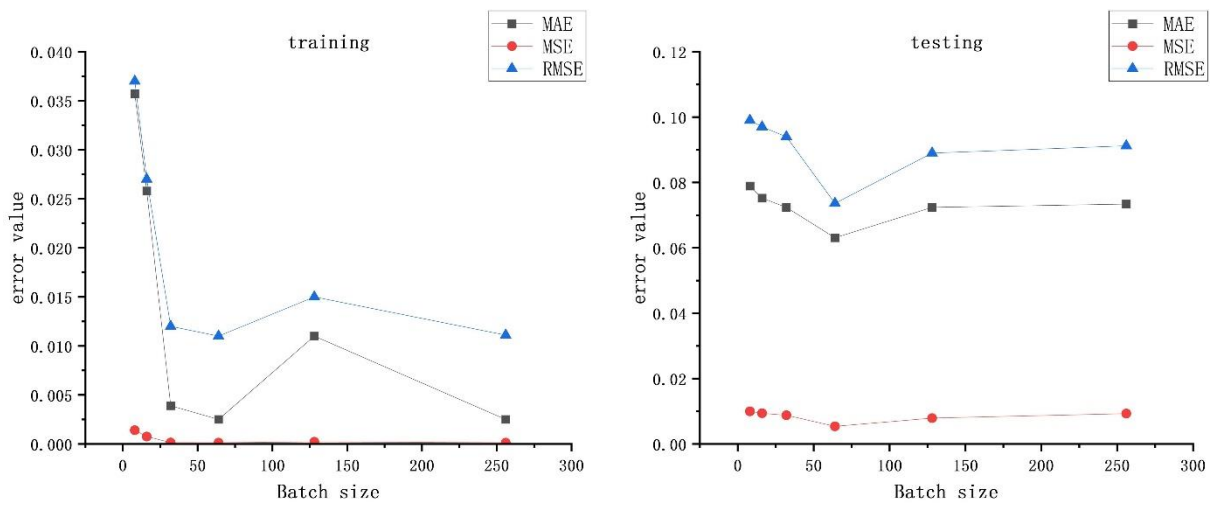 training
MAE
MSE
RMSE
error value
0.040
0.035
0.030
0.025
0.020
0.015
0.010
0.005
0.000
0
50
100
150
200
250
300
Batch size
testing
MAE
MSE
RMSE
error value
0.12
0.10
0.08
0.06
0.04
0.02
0.00
0
50
100
150
200
250
300
Batch size